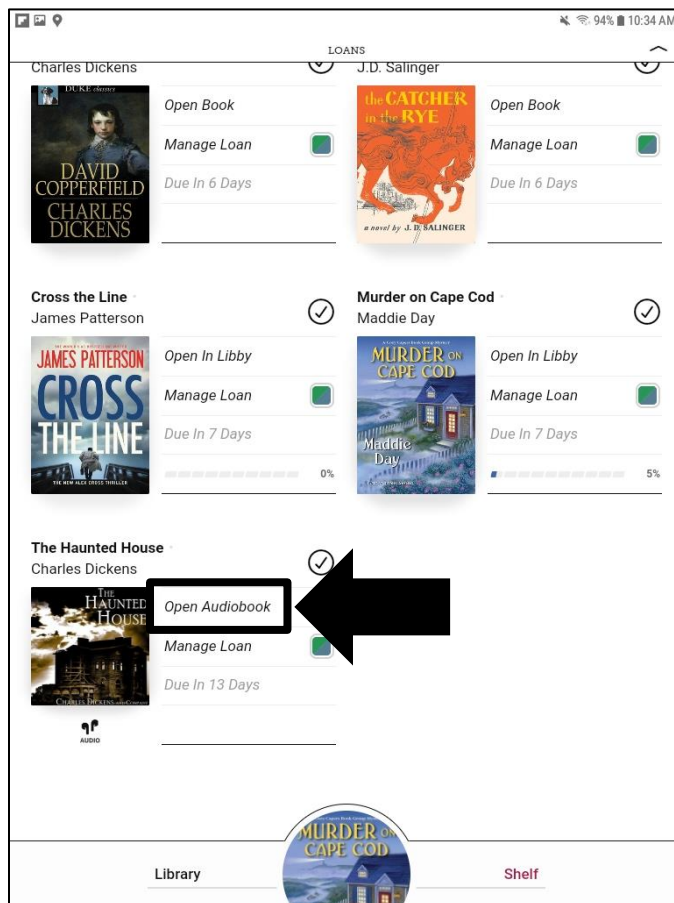 94% 10:34 AM
LOANS
Charles Dickens
DUKE classics
DAVID
COPPERFIELD
CHARLES
DICKENS
Open Book
Manage Loan
Due In 6 Days
J.D. Salinger
the CATCHER
in the RYE
a novel by J. D. SALINGER
Open Book
Manage Loan
Due In 6 Days
Cross the Line
James Patterson
JAMES PATTERSON
CROSS
THE LINE
THE NEW ALEX CROSS THRILLER
Open In Libby
Manage Loan
Due In 7 Days
0%
Murder on Cape Cod
Maddie Day
MURDER ON
CAPE COD
Maddie
Day
Open In Libby
Manage Loan
Due In 7 Days
5%
The Haunted House
Charles Dickens
THE
HAUNTED
HOUSE
CHARLES DICKENS AND COMPANY
AUDIO
Open Audiobook
Manage Loan
Due In 13 Days
MURDER ON
CAPE COD
Library
Shelf